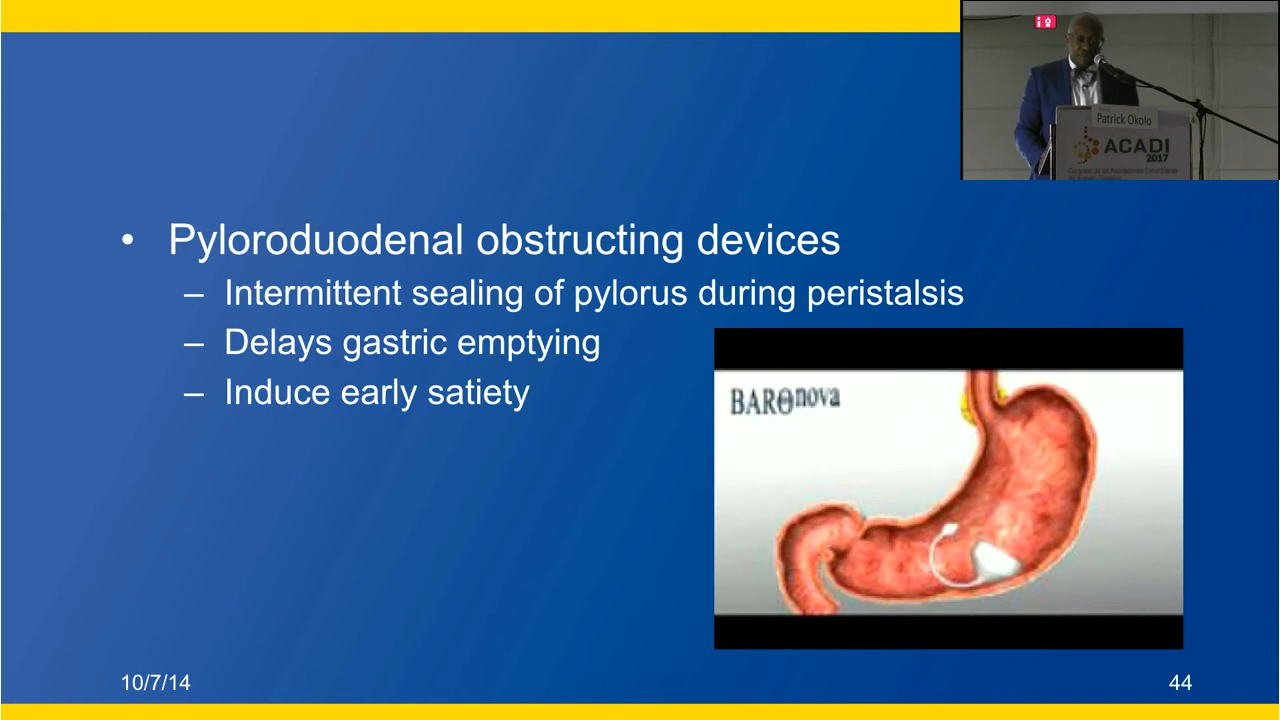 Patrick Okolo
ACADI
2017
• Pyloroduodenal obstructing devices
– Intermittent sealing of pylorus during peristalsis
– Delays gastric emptying
– Induce early satiety
BAROnova
10/7/14
44